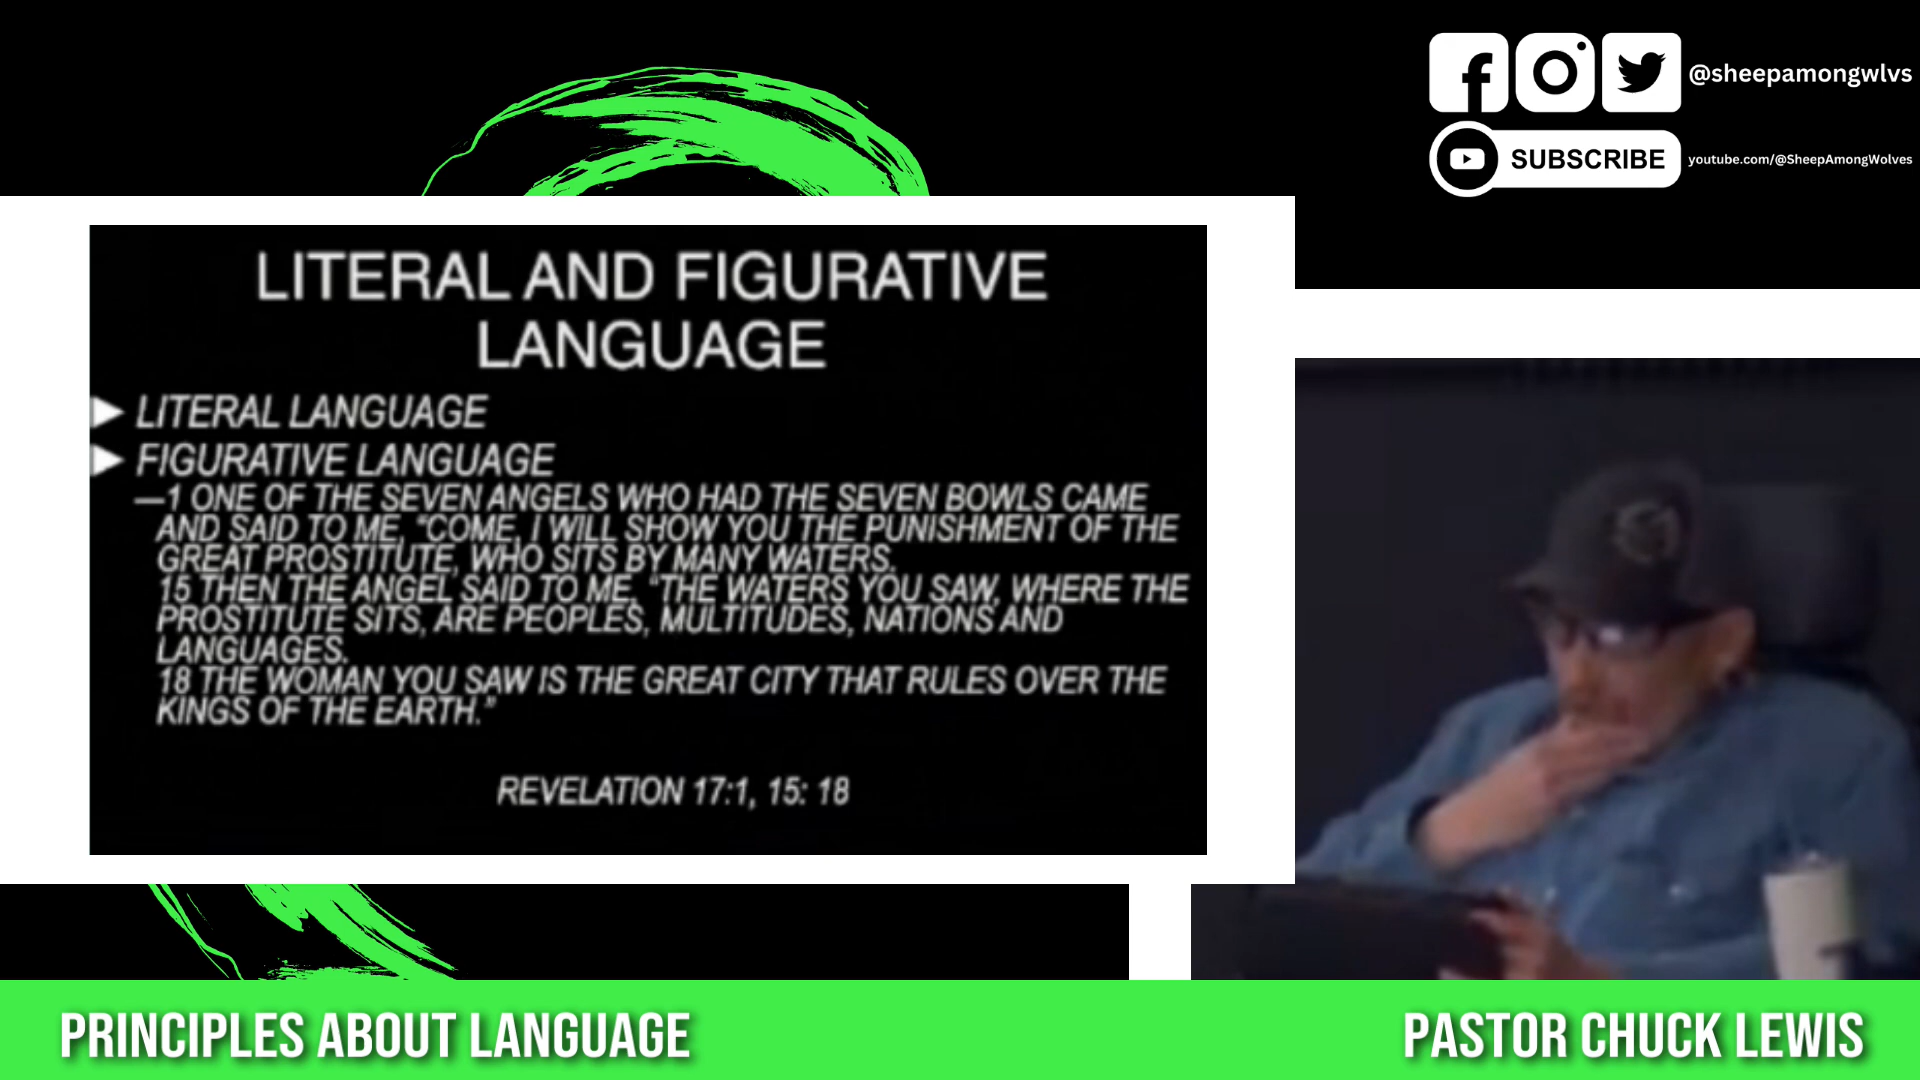 @sheepamongwlvs
SUBSCRIBE
youtube.com/@SheepAmongWolves
LITERAL AND FIGURATIVE
LANGUAGE
LITERAL LANGUAGE
FIGURATIVE LANGUAGE
—1 ONE OF THE SEVEN ANGELS WHO HAD THE SEVEN BOWLS CAME
AND SAID TO ME, “COME, I WILL SHOW YOU THE PUNISHMENT OF THE
GREAT PROSTITUTE, WHO SITS BY MANY WATERS.
15 THEN THE ANGEL SAID TO ME, “THE WATERS YOU SAW, WHERE THE
PROSTITUTE SITS, ARE PEOPLES, MULTITUDES, NATIONS AND
LANGUAGES.
18 THE WOMAN YOU SAW IS THE GREAT CITY THAT RULES OVER THE
KINGS OF THE EARTH.”
REVELATION 17:1, 15: 18
PRINCIPLES ABOUT LANGUAGE
PASTOR CHUCK LEWIS